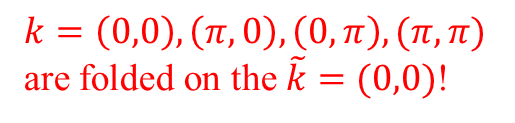 k = (0,0), (π, 0), (0, π), (π, π)
are folded on the k̃ = (0,0)!